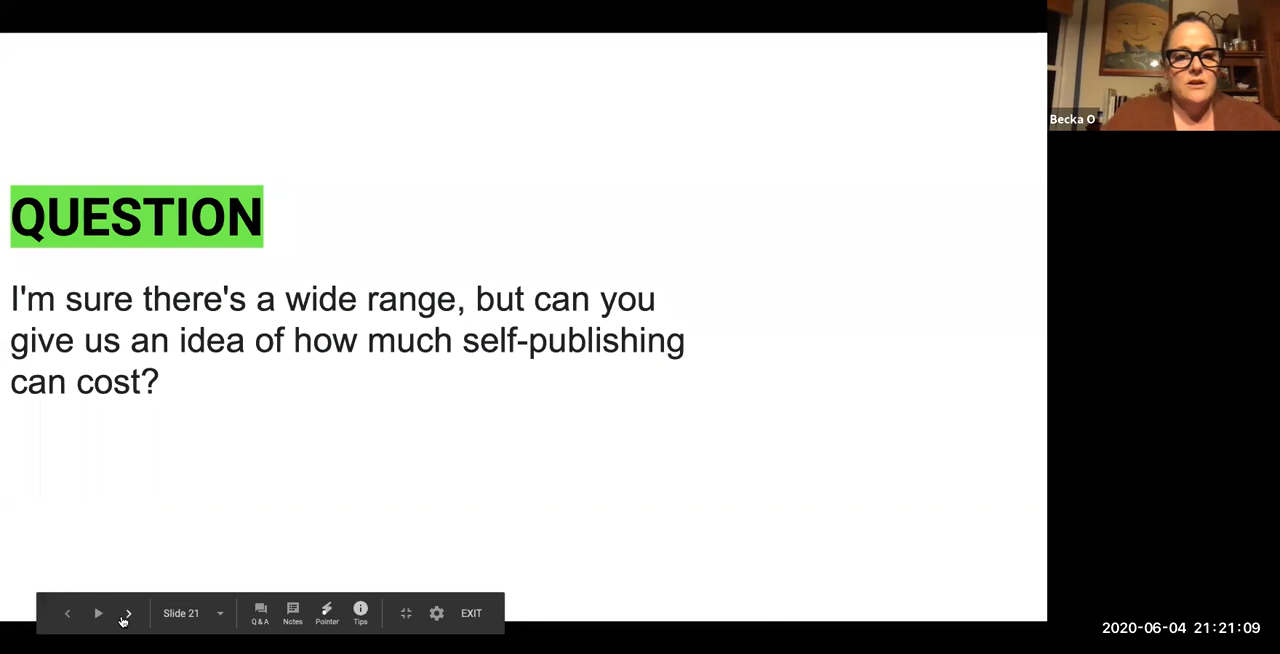 Becka O
QUESTION
I'm sure there's a wide range, but can you
give us an idea of how much self-publishing
can cost?
Slide 21
Q & A
Notes
Pointer
Tips
EXIT
2020-06-04 21:21:09